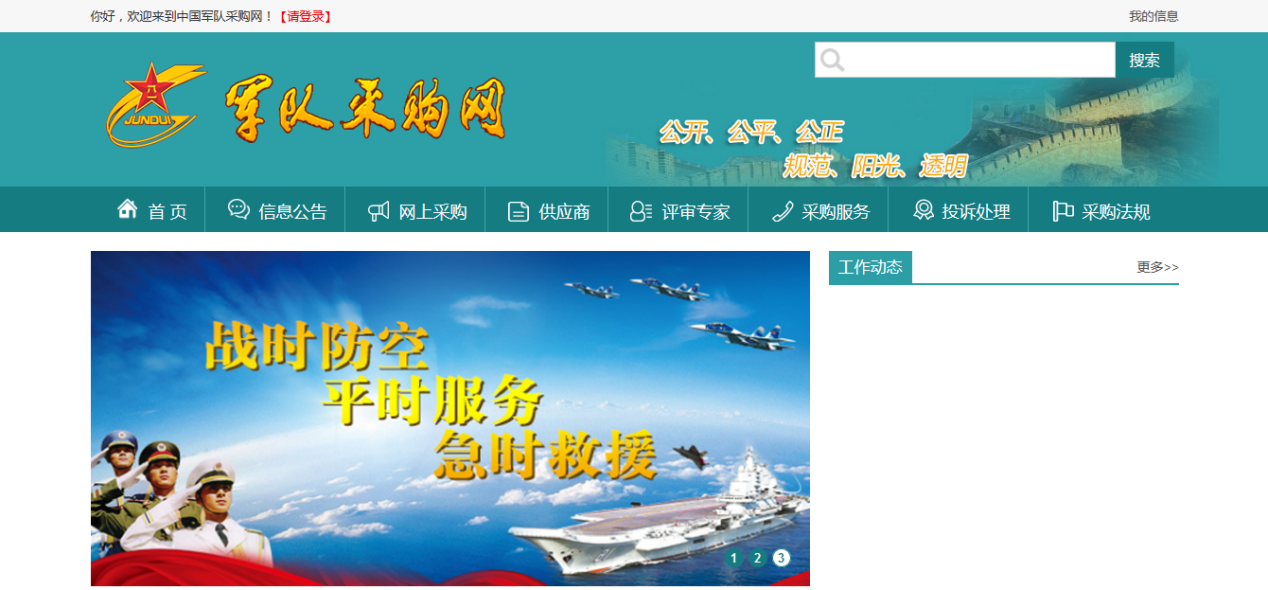 你好，欢迎来到中国军队采购网！【请登录】
我的信息
搜索
JUNDUI
军队采购网
公开、公平、公正
规范、阳光、透明
首 页
信息公告
网上采购
供应商
评审专家
采购服务
投诉处理
采购法规
战时防空
平时服务
急时救援
1 2 3
工作动态
更多>>